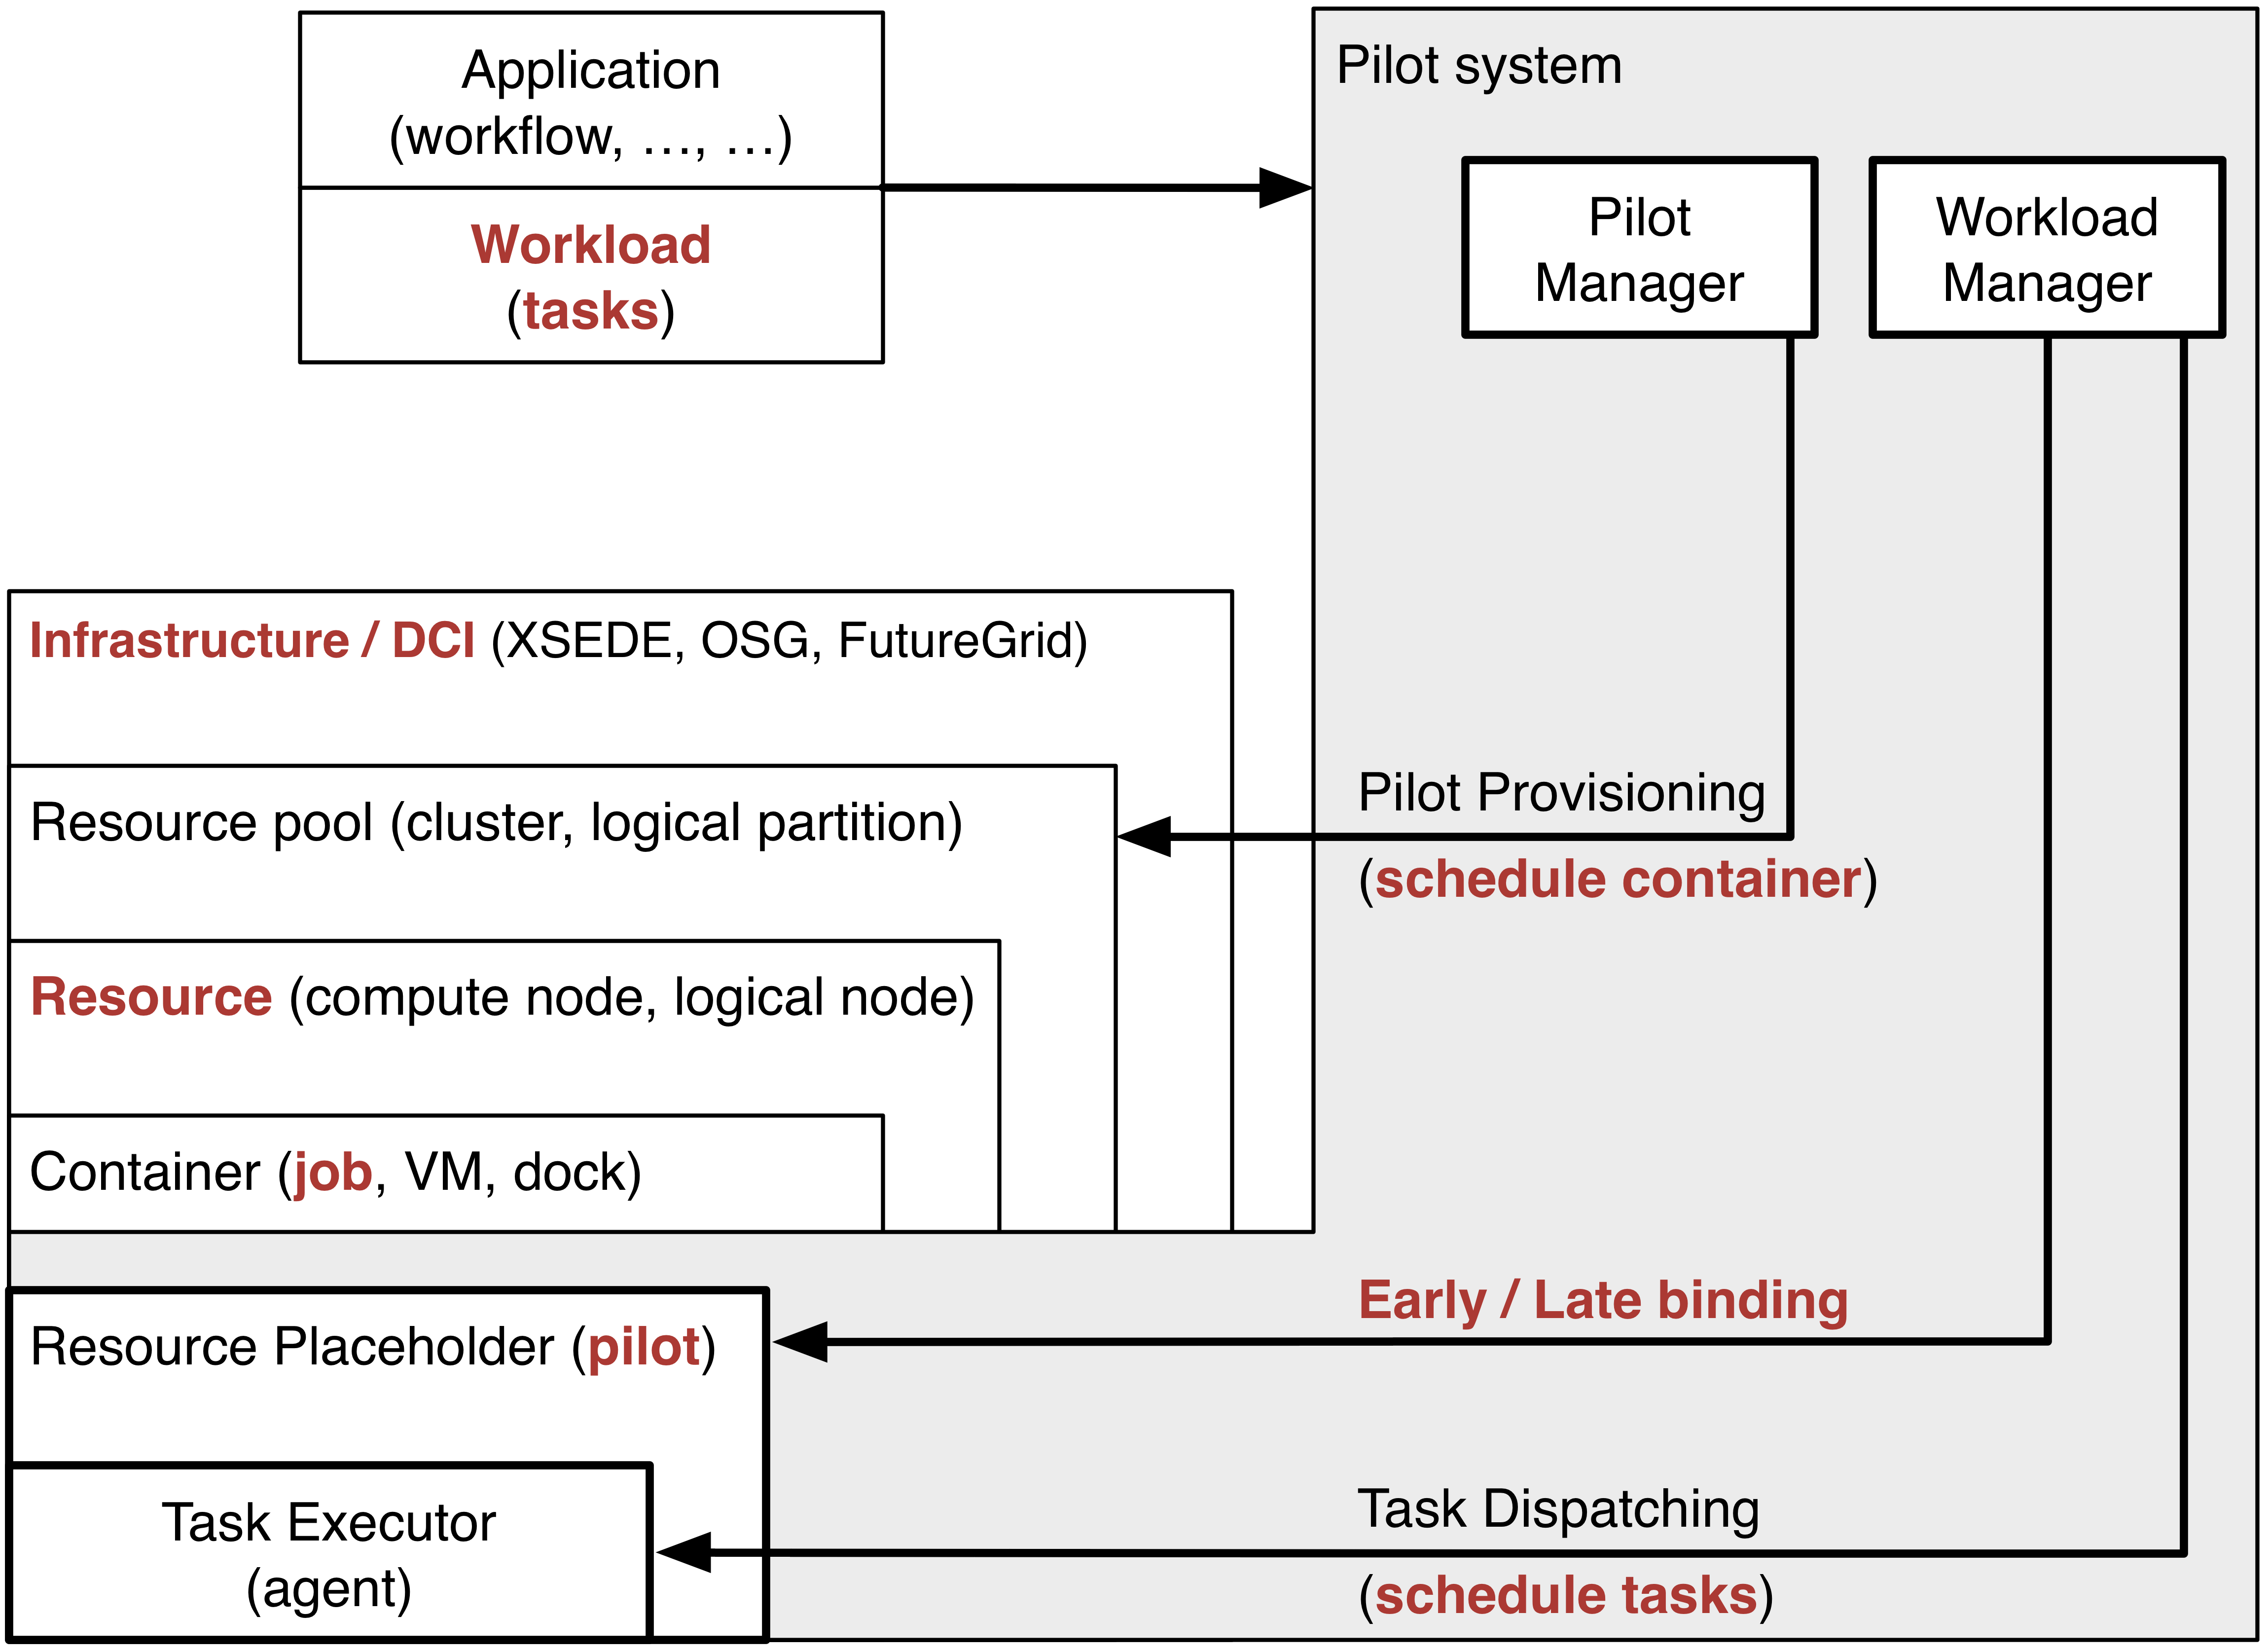 Application
(workflow, …, …)
Workload
(tasks)
Pilot system
Pilot
Manager
Workload
Manager
Infrastructure / DCI (XSEDE, OSG, FutureGrid)
Resource pool (cluster, logical partition)
Pilot Provisioning
(schedule container)
Resource (compute node, logical node)
Container (job, VM, dock)
Early / Late binding
Resource Placeholder (pilot)
Task Dispatching
(schedule tasks)
Task Executor
(agent)